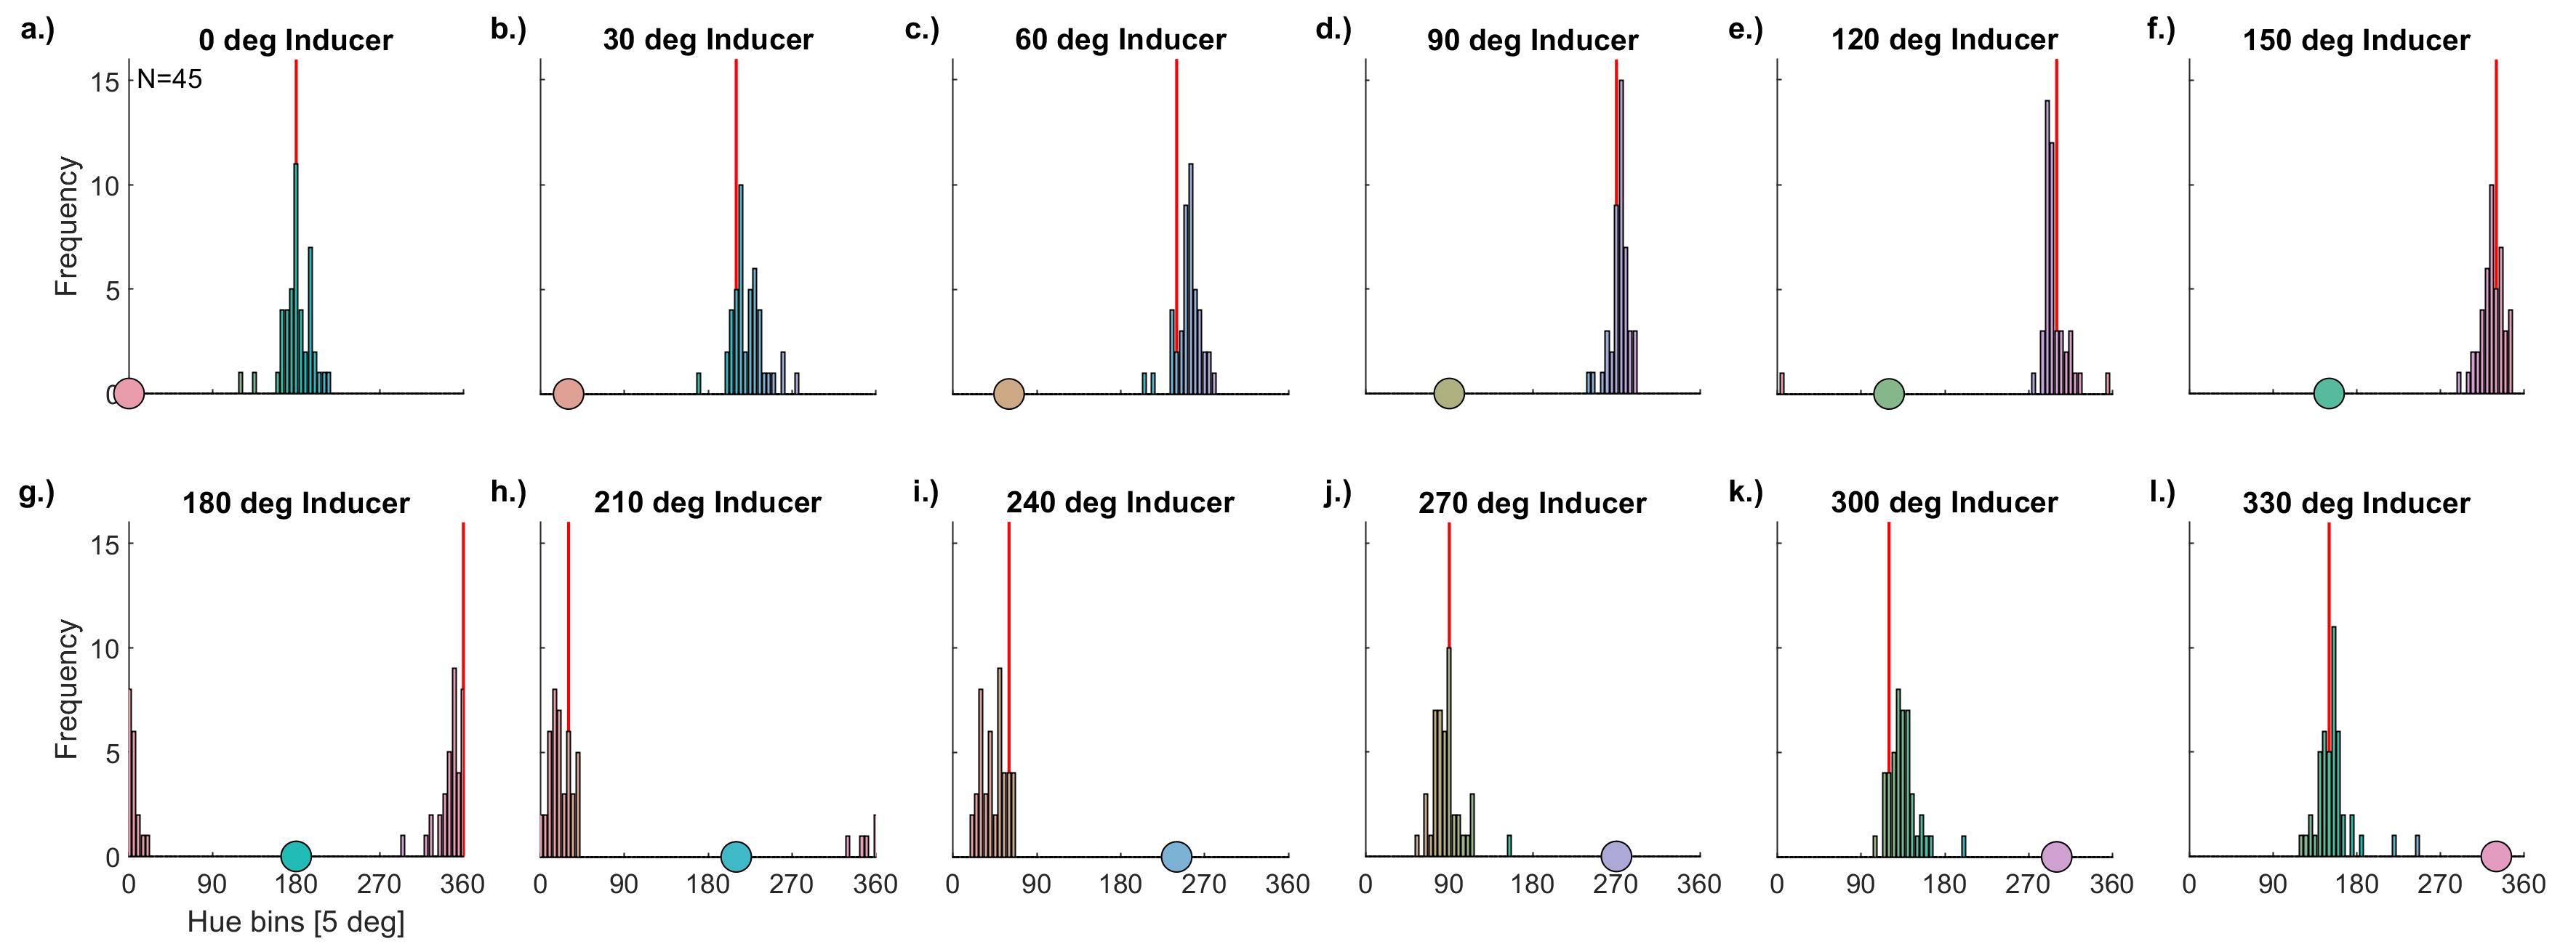 a.) 0 deg Inducer
b.) 30 deg Inducer
c.) 60 deg Inducer
d.) 90 deg Inducer
e.) 120 deg Inducer
f.) 150 deg Inducer
N=45
15
10
5
0
Frequency
g.) 180 deg Inducer
h.) 210 deg Inducer
i.) 240 deg Inducer
j.) 270 deg Inducer
k.) 300 deg Inducer
l.) 330 deg Inducer
15
10
5
0
Frequency
0 90 180 270 360
0 90 180 270 360
0 90 180 270 360
0 90 180 270 360
0 90 180 270 360
0 90 180 270 360
Hue bins [5 deg]